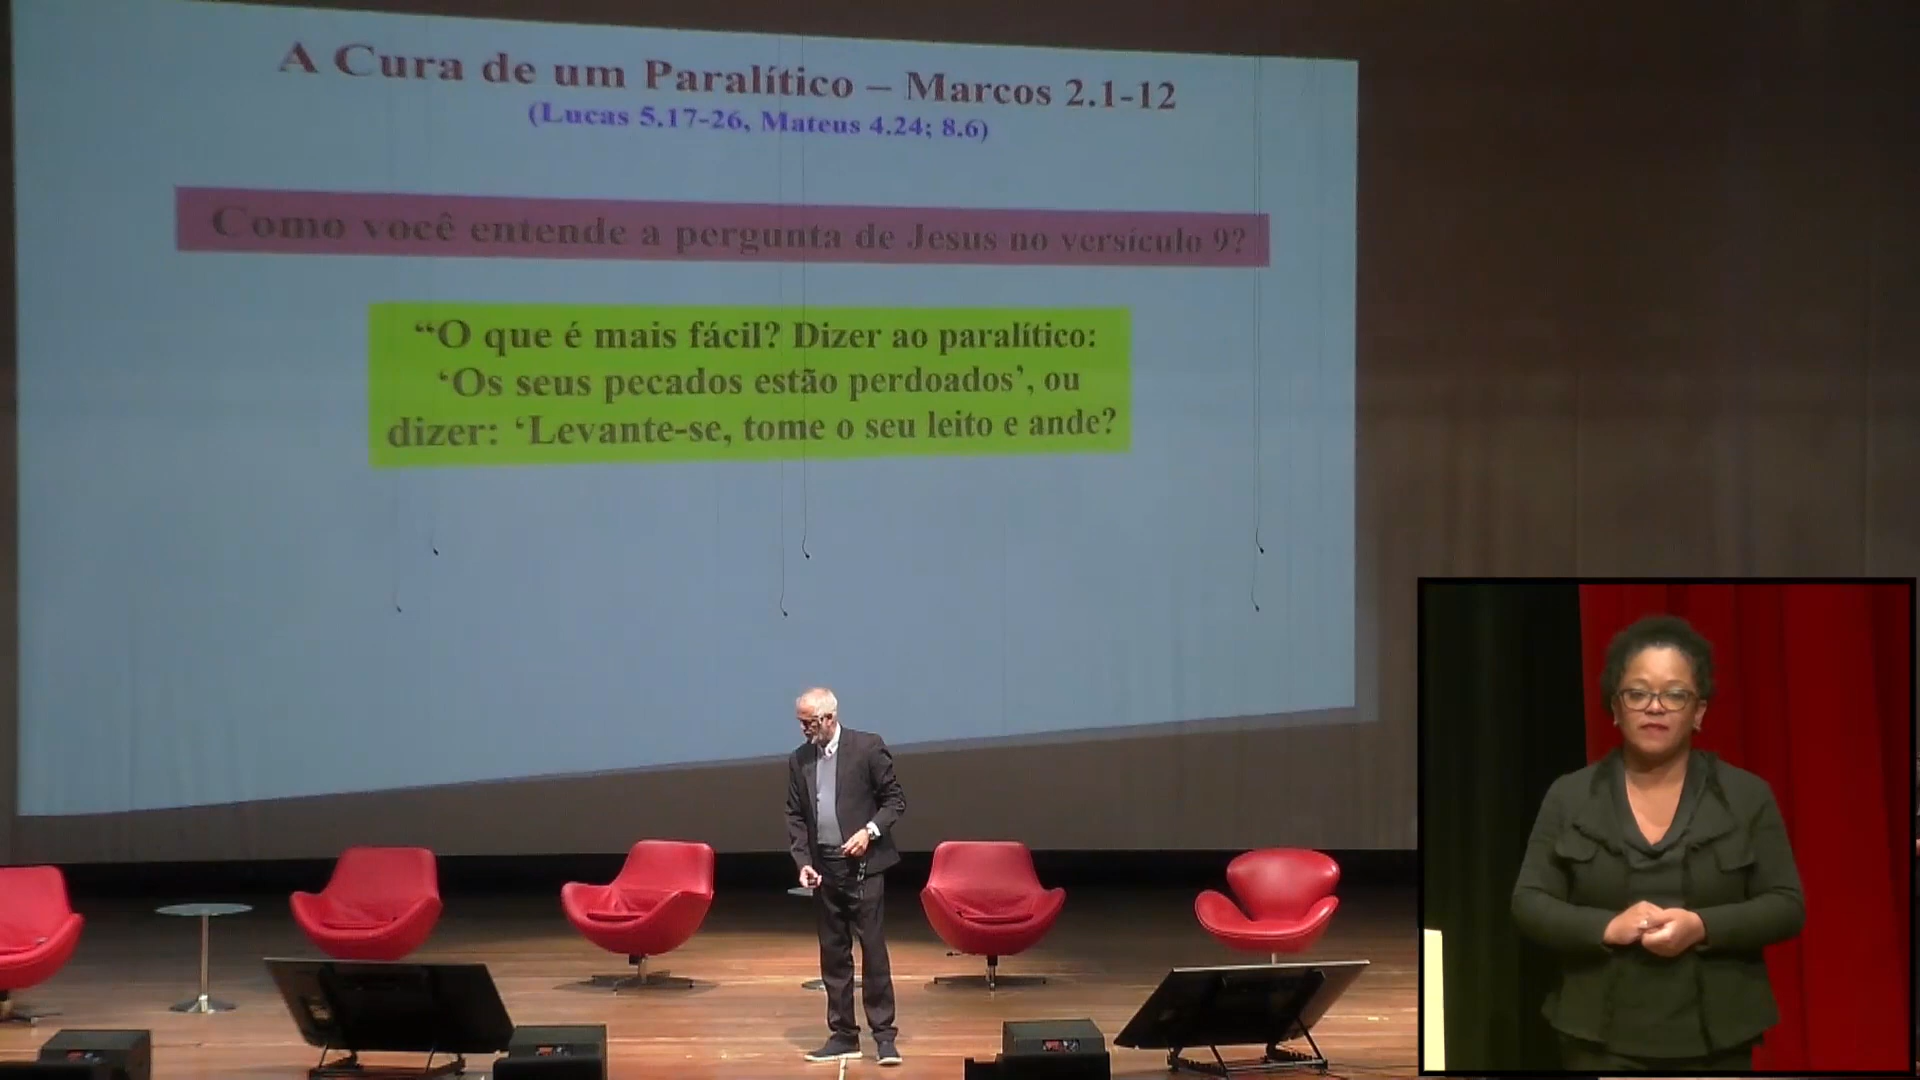 A Cura de um Paralítico – Marcos 2.1-12
(Lucas 5.17-26, Mateus 4.24; 8.6)
Como você entende a pergunta de Jesus no versículo 9?
“O que é mais fácil? Dizer ao paralítico:
‘Os seus pecados estão perdoados’, ou
dizer: ‘Levante-se, tome o seu leito e ande?